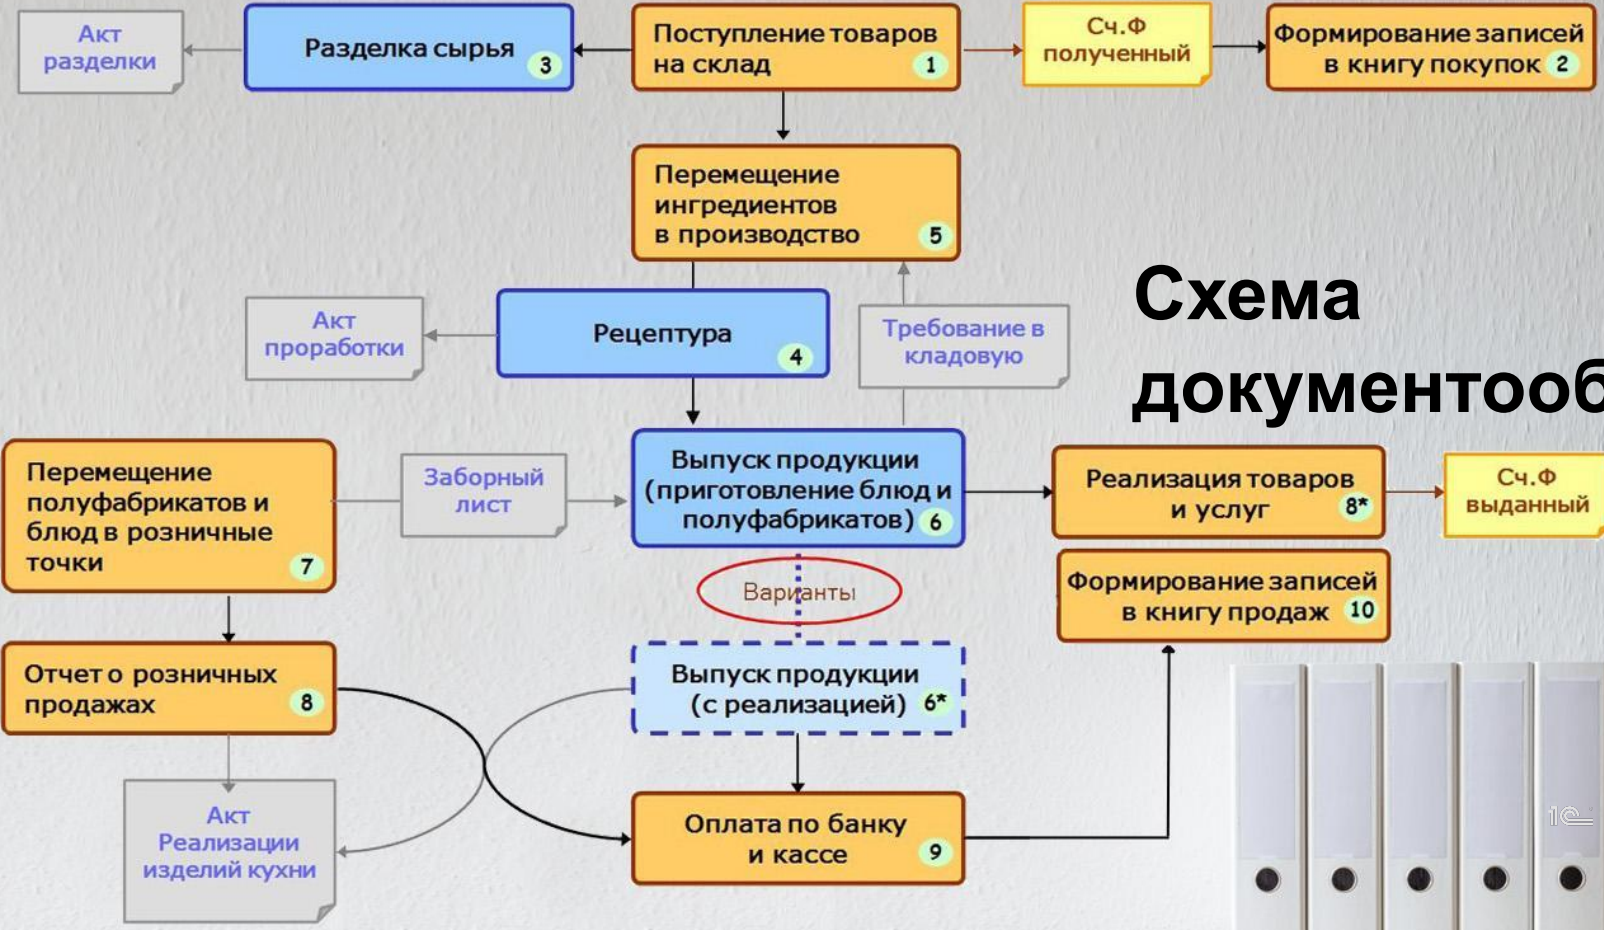 Акт
разделки
Разделка сырья
3
Поступление товаров
на склад
1
Сч.Ф
полученный
Формирование записей
в книгу покупок 2
Перемещение
ингредиентов
в производство
5
Акт
проработки
Рецептура
4
Требование в
кладовую
Схема
документооб
Перемещение
полуфабрикатов и
блюд в розничные
точки
7
Заборный
лист
Выпуск продукции
(приготовление блюд и
полуфабрикатов) 6
Реализация товаров
и услуг
8*
Сч.Ф
выданный
Варианты
Формирование записей
в книгу продаж 10
Отчет о розничных
продажах
8
Выпуск продукции
(с реализацией) 6*
Акт
Реализации
изделий кухни
Оплата по банку
и кассе
9
1С